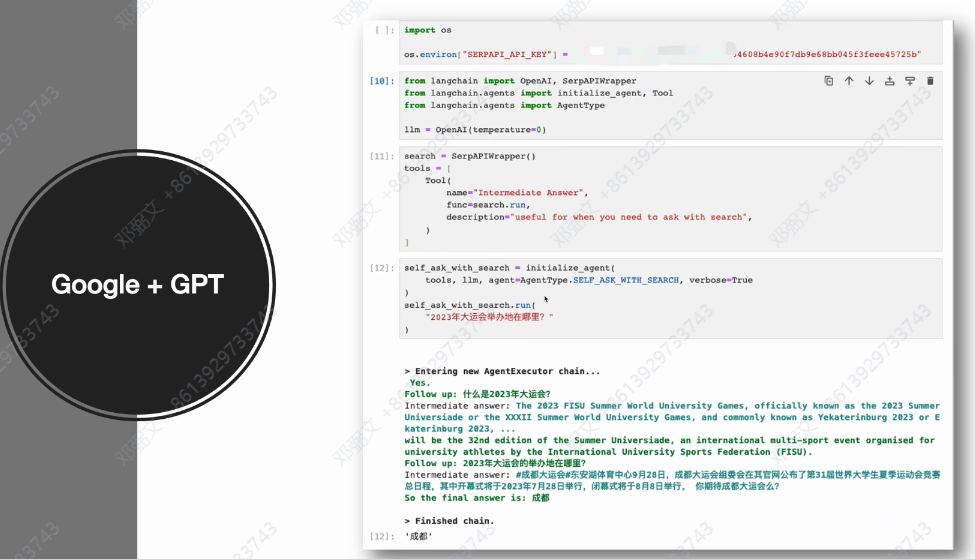 Google + GPT
[ ]:
import os
os.environ["SERPAPI_API_KEY"] = 4608b4e90f7db9e68bb045f3feee45725b"
[10]:
from langchain import OpenAI, SerpAPIWrapper
from langchain.agents import initialize_agent, Tool
from langchain.agents import AgentType
llm = OpenAI(temperature=0)
[11]:
search = SerpAPIWrapper()
tools = [
Tool(
name="Intermediate Answer",
func=search.run,
description="useful for when you need to ask with search",
)
]
[12]:
self_ask_with_search = initialize_agent(
tools, llm, agent=AgentType.SELF_ASK_WITH_SEARCH, verbose=True
)
self_ask_with_search.run(
"2023年大运会举办地在哪里？"
)
> Entering new AgentExecutor chain...
Yes.
Follow up: 什么是2023年大运会?
Intermediate answer: The 2023 FISU Summer World University Games, officially known as the 2023 Summer
Universiade or the XXXII Summer World University Games, and commonly known as Yekaterinburg 2023 or E
katerinburg 2023, ...
will be the 32nd edition of the Summer Universiade, an international multi-sport event organised for
university athletes by the International University Sports Federation (FISU).
Follow up: 2023年大运会的举办地在哪里?
Intermediate answer: #成都大运会#东安湖体育中心9月28日，成都大运会组委会在其官网公布了第31届世界大学生夏季运动会竞赛
总日程，其中开幕式将于2023年7月28日举行，闭幕式将于8月8日举行。 你期待成都大运会么?
So the final answer is: 成都
> Finished chain.
[12]: '成都'
邓弼文 +8613929733743